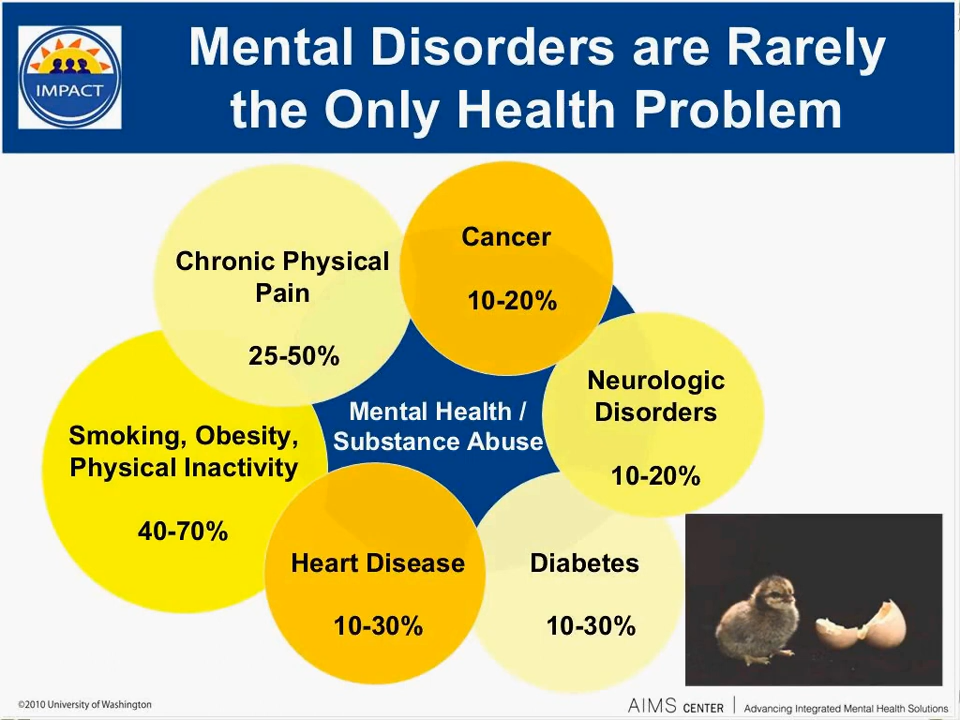 IMPACT
Mental Disorders are Rarely
the Only Health Problem
Chronic Physical
Pain
25-50%
Cancer
10-20%
Neurologic
Disorders
10-20%
Mental Health /
Substance Abuse
Smoking, Obesity,
Physical Inactivity
40-70%
Heart Disease
10-30%
Diabetes
10-30%
©2010 University of Washington
AIMS CENTER | Advancing Integrated Mental Health Solutions